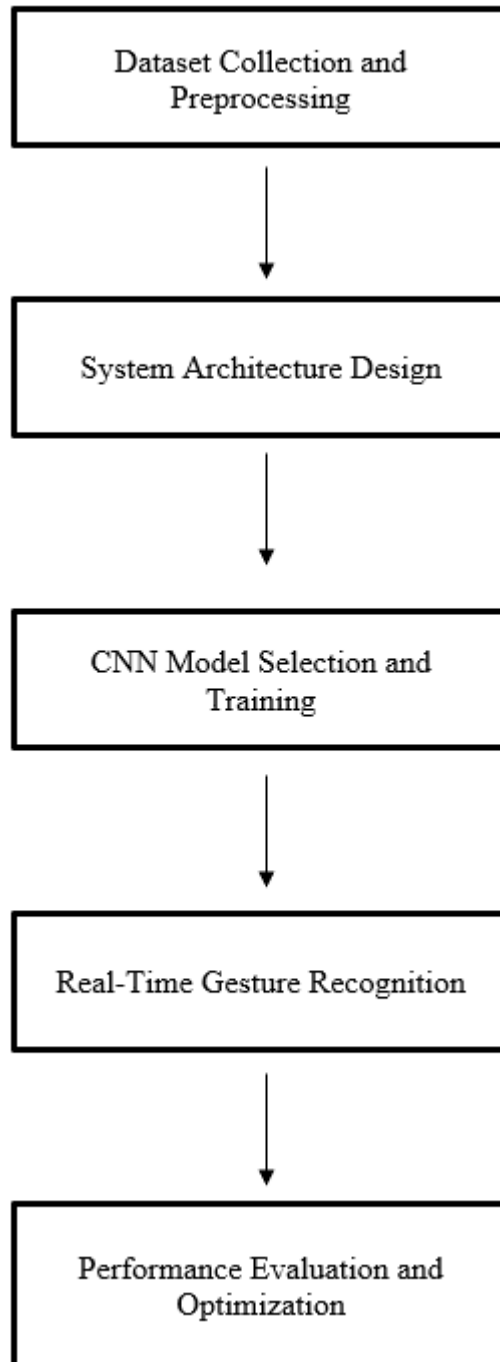 Dataset Collection and
Preprocessing
System Architecture Design
CNN Model Selection and
Training
Real-Time Gesture Recognition
Performance Evaluation and
Optimization